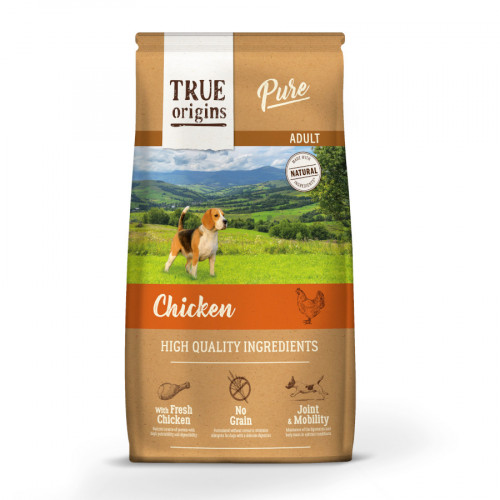 TRUE
origins
Pure
ADULT
MADE WITH
NATURAL
INGREDIENTS
Chicken
HIGH QUALITY INGREDIENTS
With Fresh
Chicken
No
Grain
Joint
& Mobility